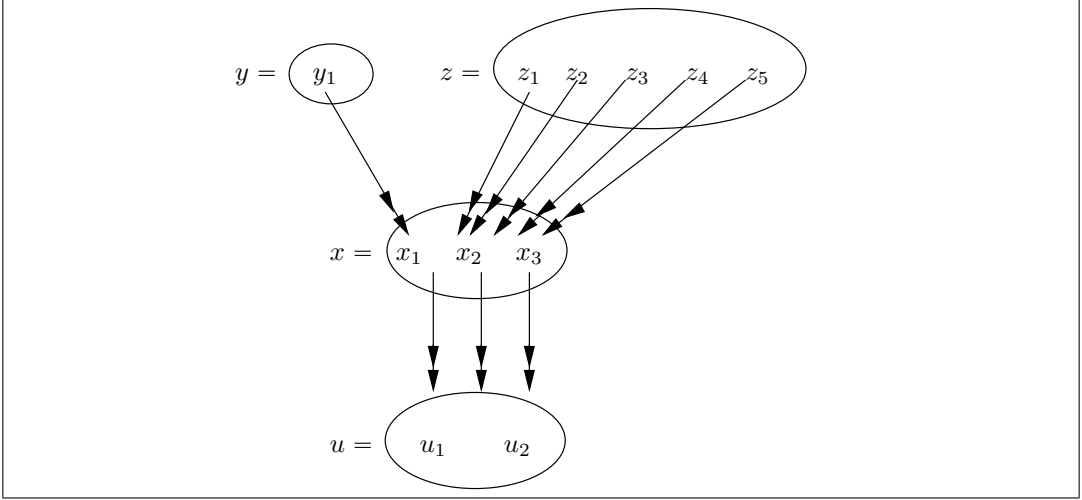 y = y₁ z = z₁ z₂ z₃ z₄ z₅
x = x₁ x₂ x₃
u = u₁ u₂